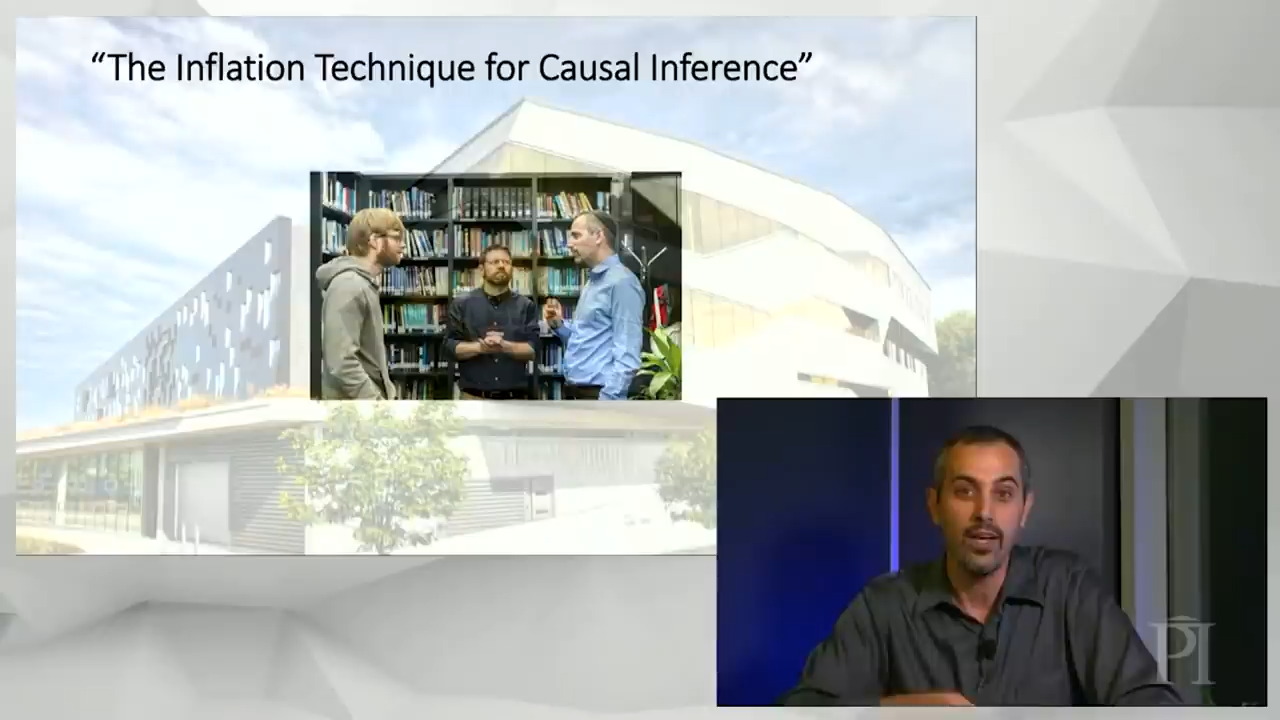 “The Inflation Technique for Causal Inference”
PI